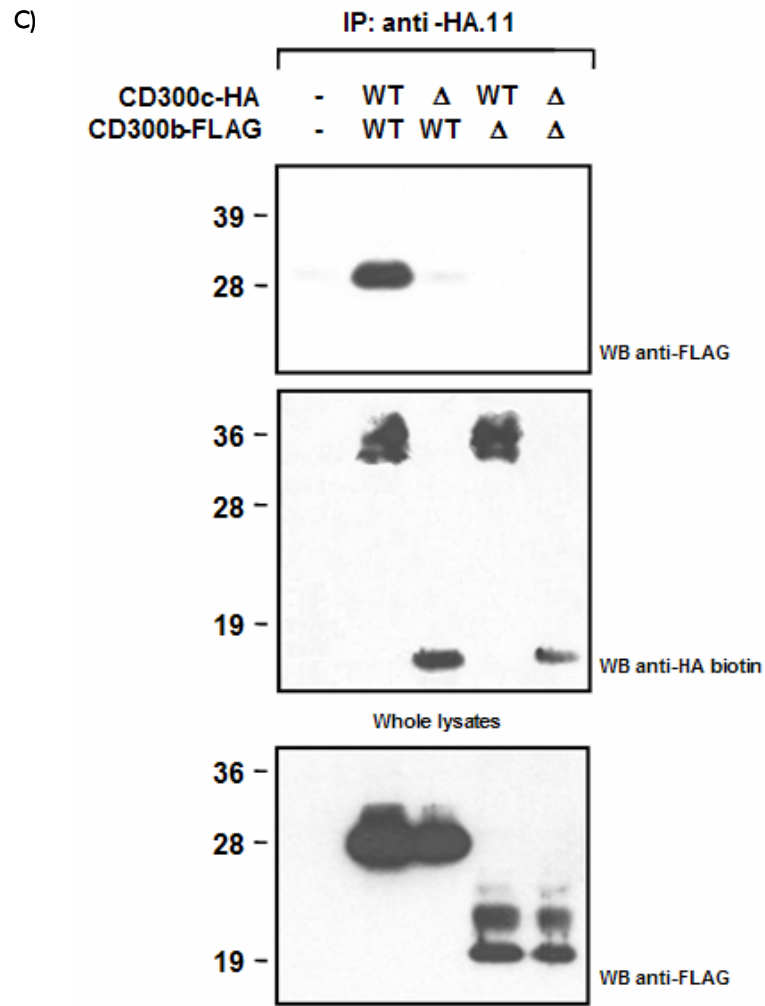 C)
IP: anti -HA.11
CD300c-HA - WT Δ WT Δ
CD300b-FLAG - WT WT Δ Δ
39 –
28 –
WB anti-FLAG
36 –
28 –
19 –
WB anti-HA biotin
Whole lysates
36 –
28 –
19 –
WB anti-FLAG